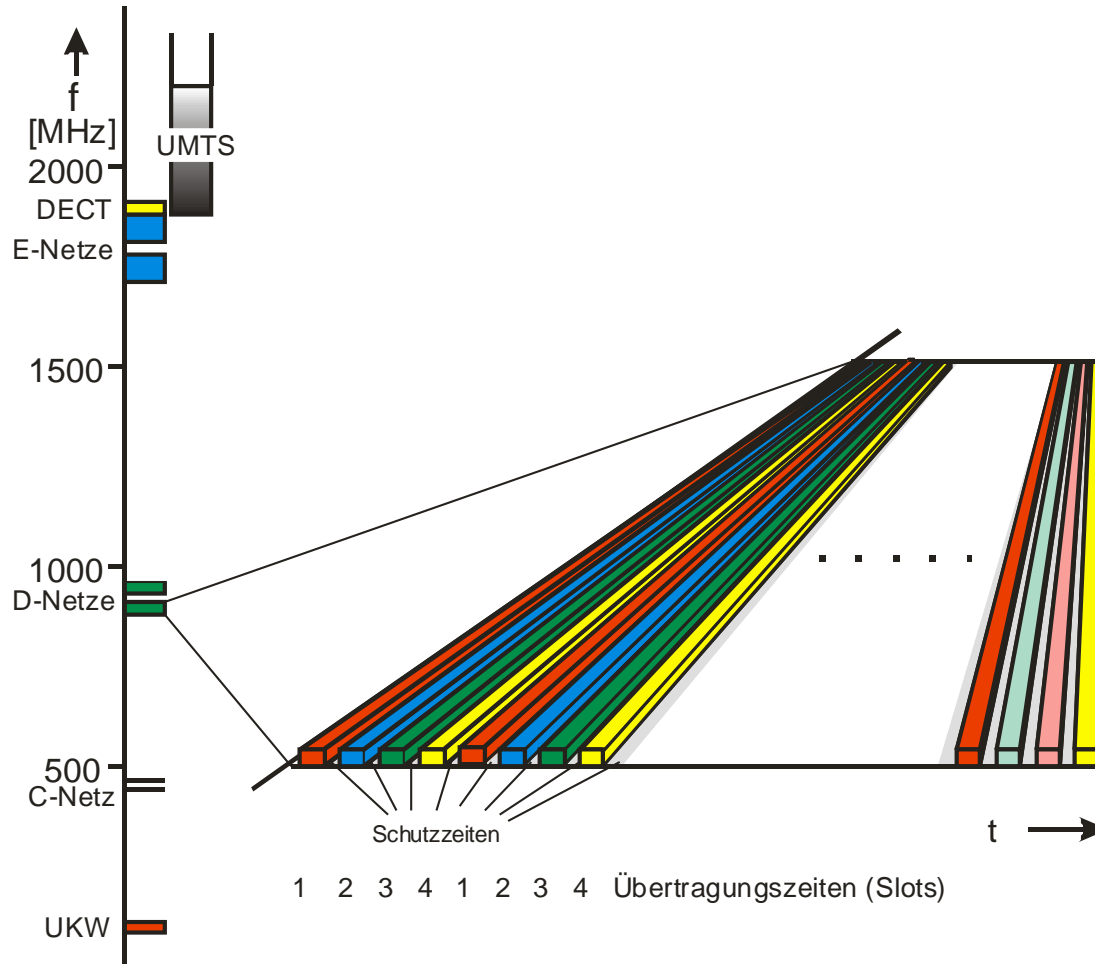 f
[MHz]
UMTS
2000
DECT
E-Netze
1500
1000
D-Netze
500
C-Netz
Schutzzeiten
t
1 2 3 4 1 2 3 4 Übertragungszeiten (Slots)
UKW